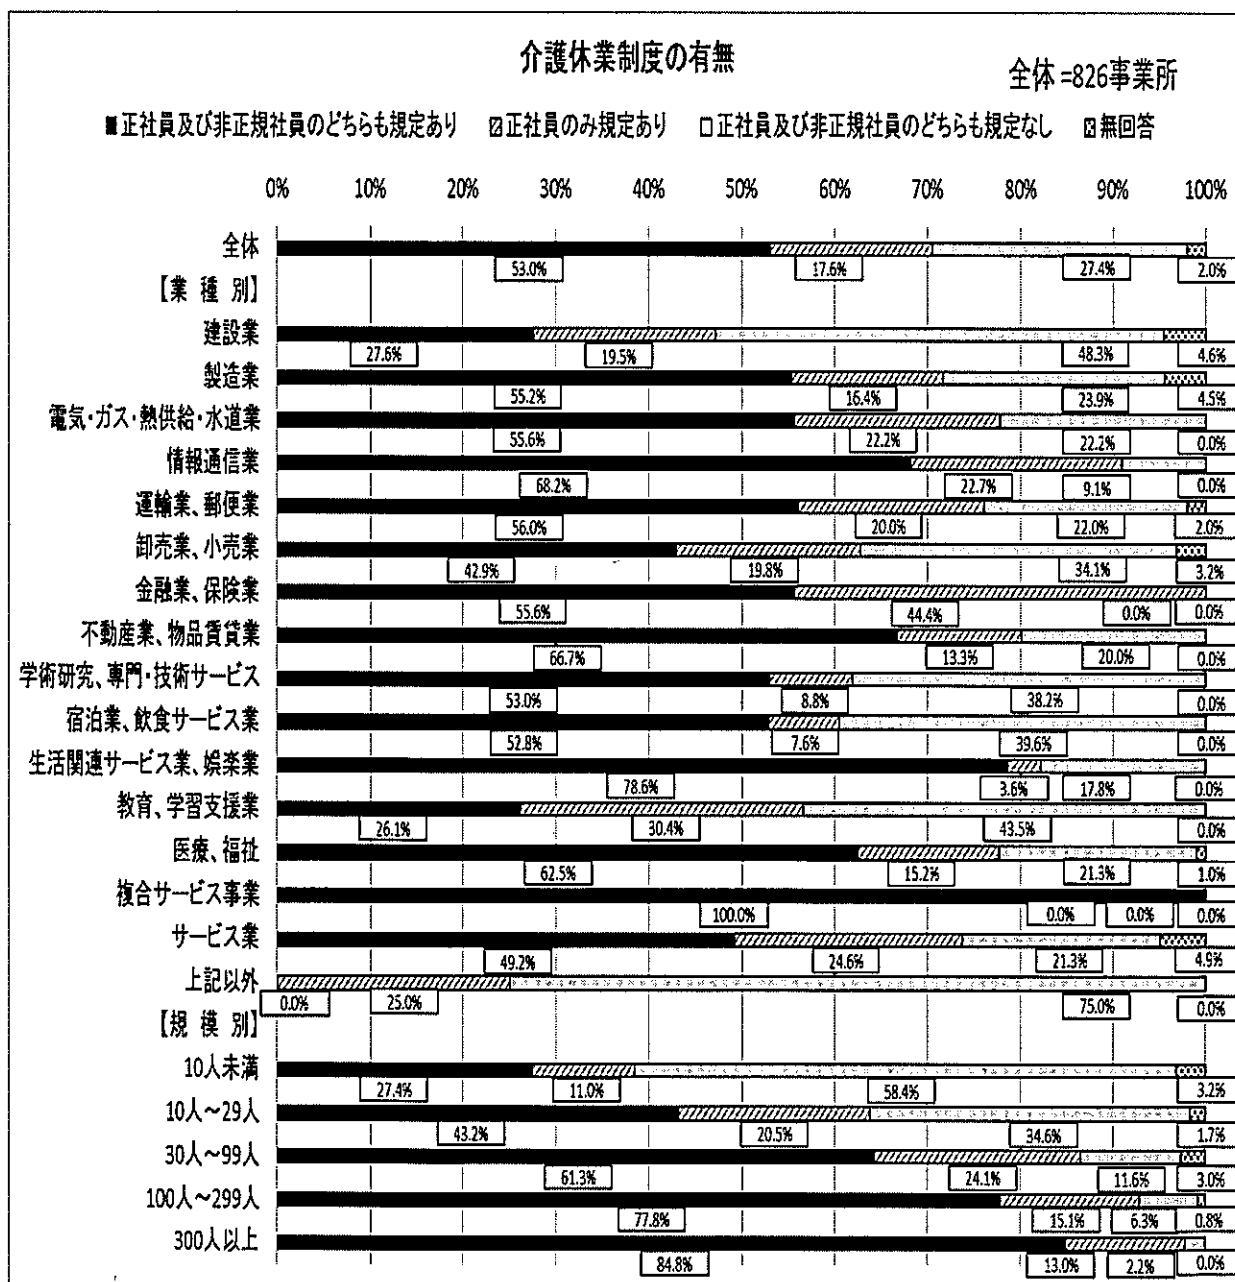 介護休業制度の有無
全体=826事業所
■正社員及び非正規社員のどちらも規定あり ▨正社員のみ規定あり □正社員及び非正規社員のどちらも規定なし ▩無回答
0% 10% 20% 30% 40% 50% 60% 70% 80% 90% 100%
全体
53.0% 17.6% 27.4% 2.0%
【業種別】
建設業
27.6% 19.5% 48.3% 4.6%
製造業
55.2% 16.4% 23.9% 4.5%
電気・ガス・熱供給・水道業
55.6% 22.2% 22.2% 0.0%
情報通信業
68.2% 22.7% 9.1% 0.0%
運輸業、郵便業
56.0% 20.0% 22.0% 2.0%
卸売業、小売業
42.9% 19.8% 34.1% 3.2%
金融業、保険業
55.6% 44.4% 0.0% 0.0%
不動産業、物品賃貸業
66.7% 13.3% 20.0% 0.0%
学術研究、専門・技術サービス
53.0% 8.8% 38.2% 0.0%
宿泊業、飲食サービス業
52.8% 7.6% 39.6% 0.0%
生活関連サービス業、娯楽業
78.6% 3.6% 17.8% 0.0%
教育、学習支援業
26.1% 30.4% 43.5% 0.0%
医療、福祉
62.5% 15.2% 21.3% 1.0%
複合サービス事業
100.0% 0.0% 0.0% 0.0%
サービス業
49.2% 24.6% 21.3% 4.9%
上記以外
0.0% 25.0% 75.0% 0.0%
【規模別】
10人未満
27.4% 11.0% 58.4% 3.2%
10人～29人
43.2% 20.5% 34.6% 1.7%
30人～99人
61.3% 24.1% 11.6% 3.0%
100人～299人
77.8% 15.1% 6.3% 0.8%
300人以上
84.8% 13.0% 2.2% 0.0%